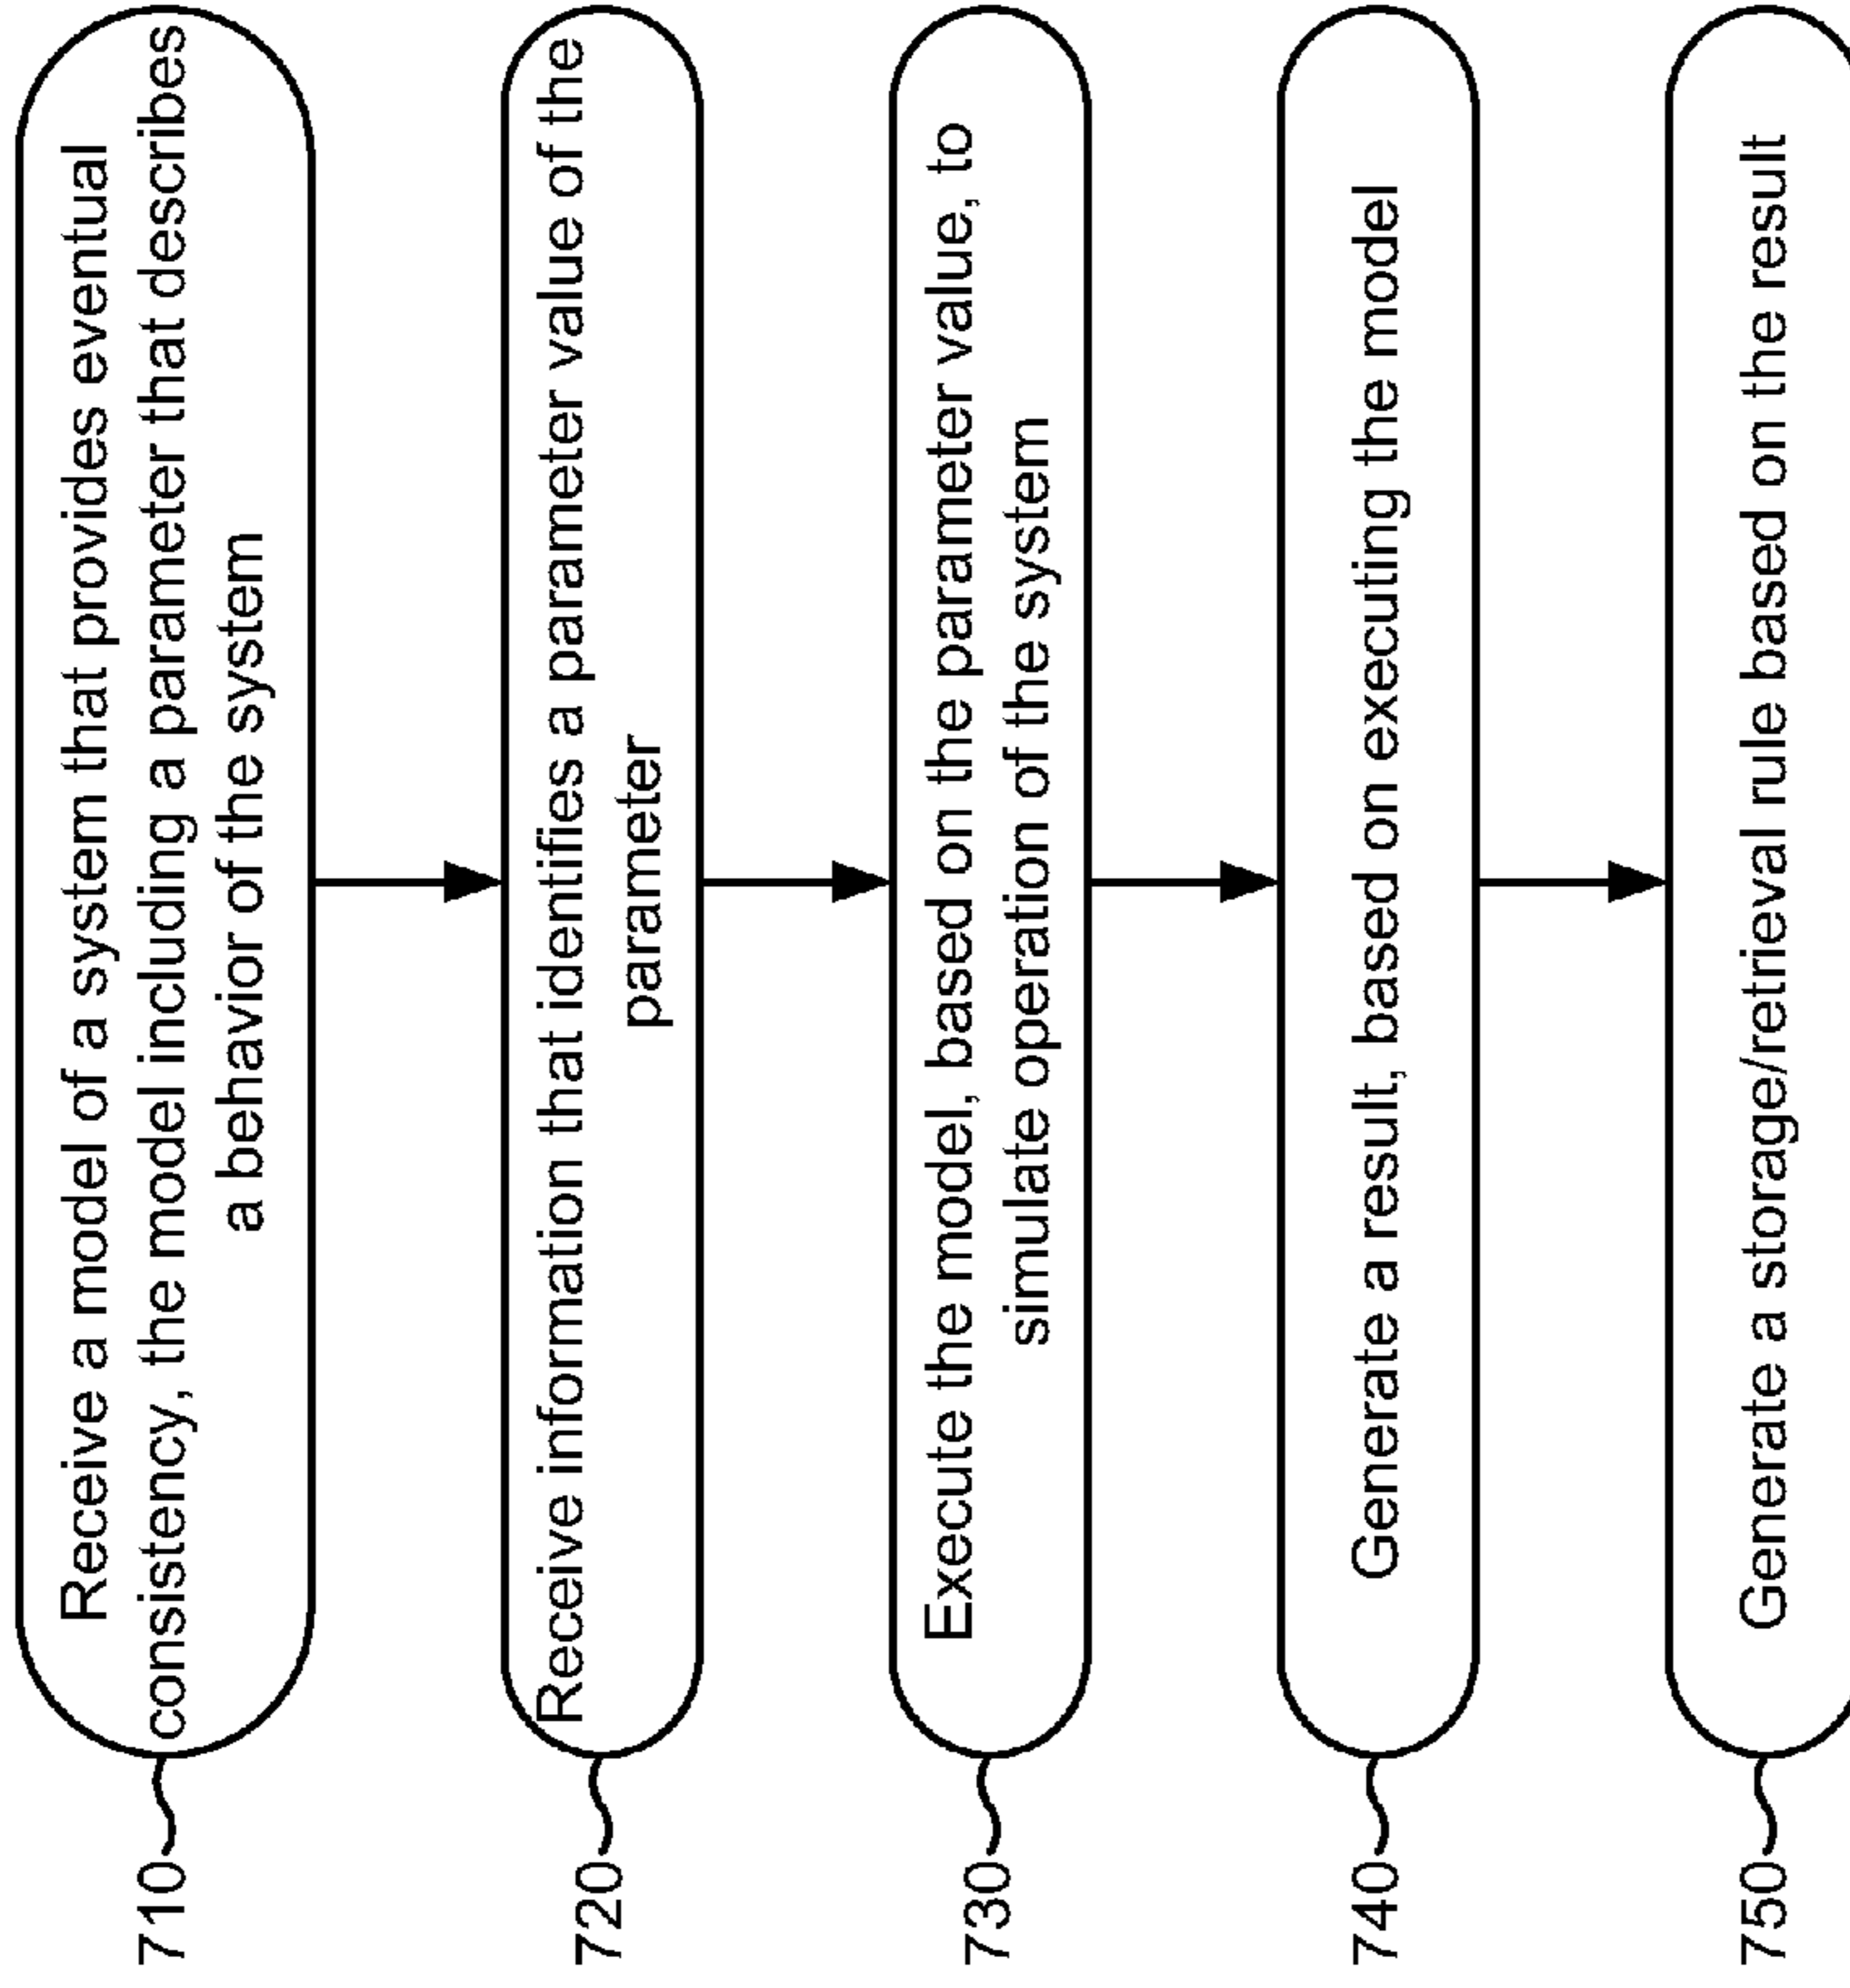 710
Receive a model of a system that provides eventual
consistency, the model including a parameter that describes
a behavior of the system
720
Receive information that identifies a parameter value of the
parameter
730
Execute the model, based on the parameter value, to
simulate operation of the system
740
Generate a result, based on executing the model
750
Generate a storage/retrieval rule based on the result